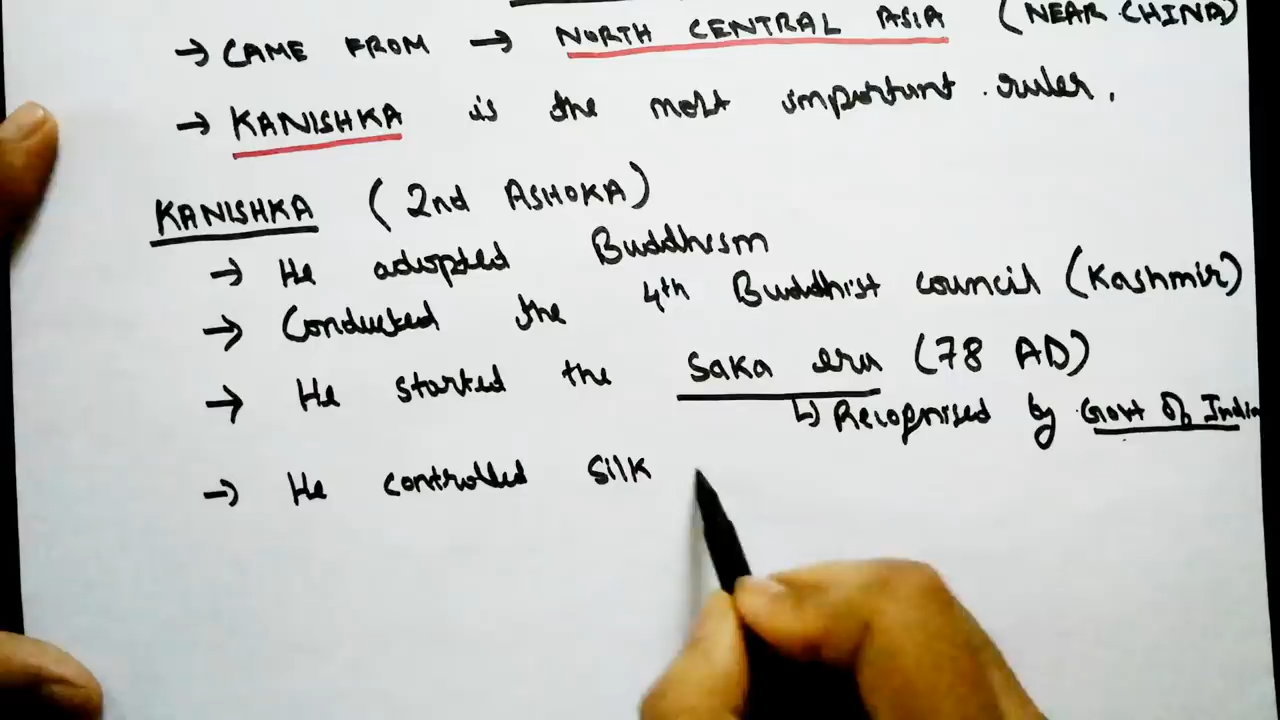 → CAME FROM → NORTH CENTRAL ASIA (NEAR CHINA)
→ KANISHKA is the most important ruler.
KANISHKA (2nd ASHOKA)
→ He adopted Buddhism
→ Conducted the 4th Buddhist council (Kashmir)
→ He started the Saka era (78 AD)
↳ Recognised by Govt of India
→ He controlled Silk